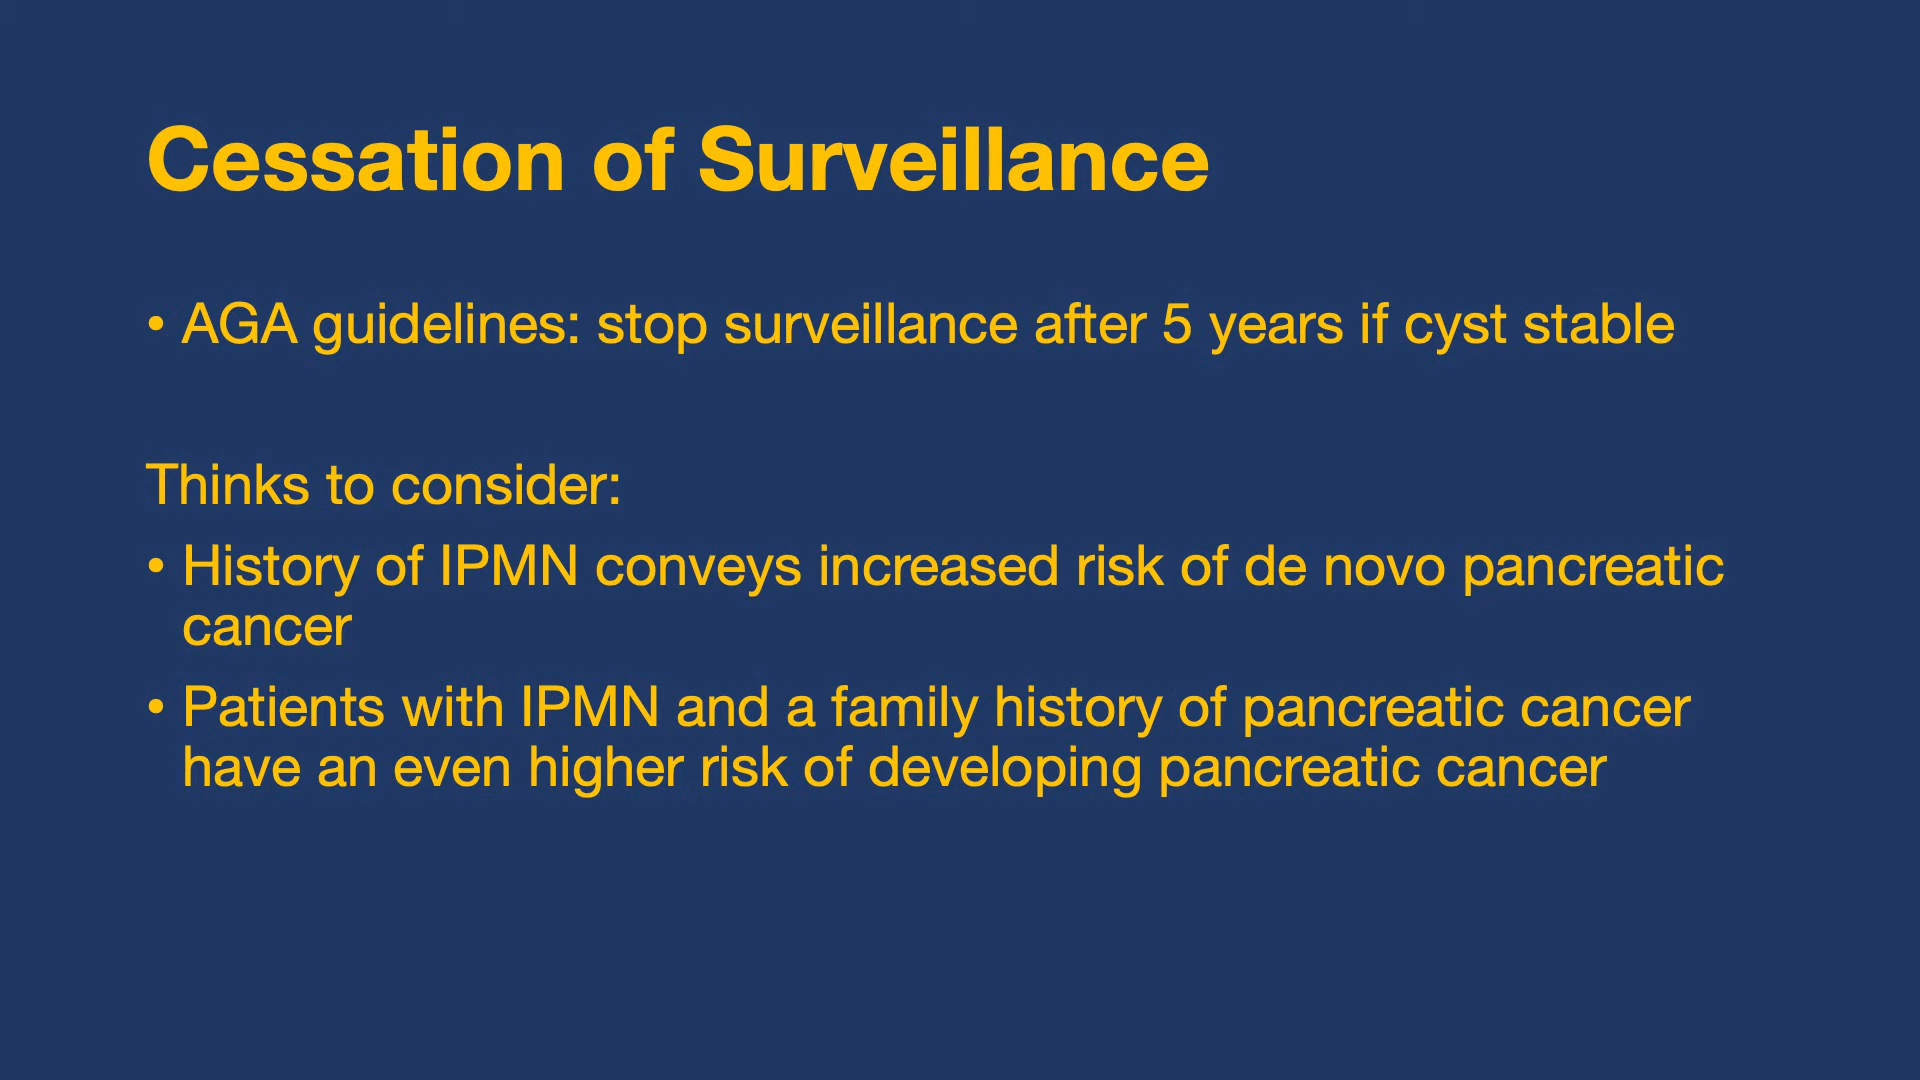 Cessation of Surveillance
• AGA guidelines: stop surveillance after 5 years if cyst stable
Thinks to consider:
• History of IPMN conveys increased risk of de novo pancreatic
cancer
• Patients with IPMN and a family history of pancreatic cancer
have an even higher risk of developing pancreatic cancer